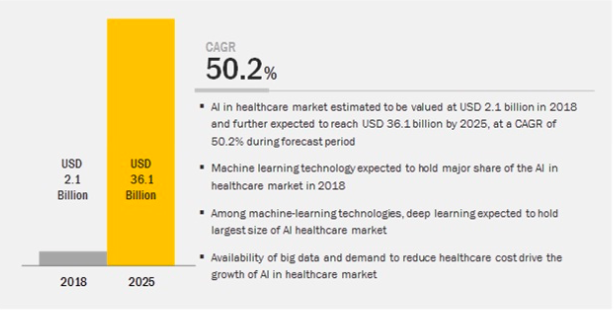 CAGR
50.2%
▪ AI in healthcare market estimated to be valued at USD 2.1 billion in 2018
and further expected to reach USD 36.1 billion by 2025, at a CAGR of
50.2% during forecast period
▪ Machine learning technology expected to hold major share of the AI in
healthcare market in 2018
▪ Among machine-learning technologies, deep learning expected to hold
largest size of AI healthcare market
▪ Availability of big data and demand to reduce healthcare cost drive the
growth of AI in healthcare market
USD
2.1
Billion
USD
36.1
Billion
2018
2025